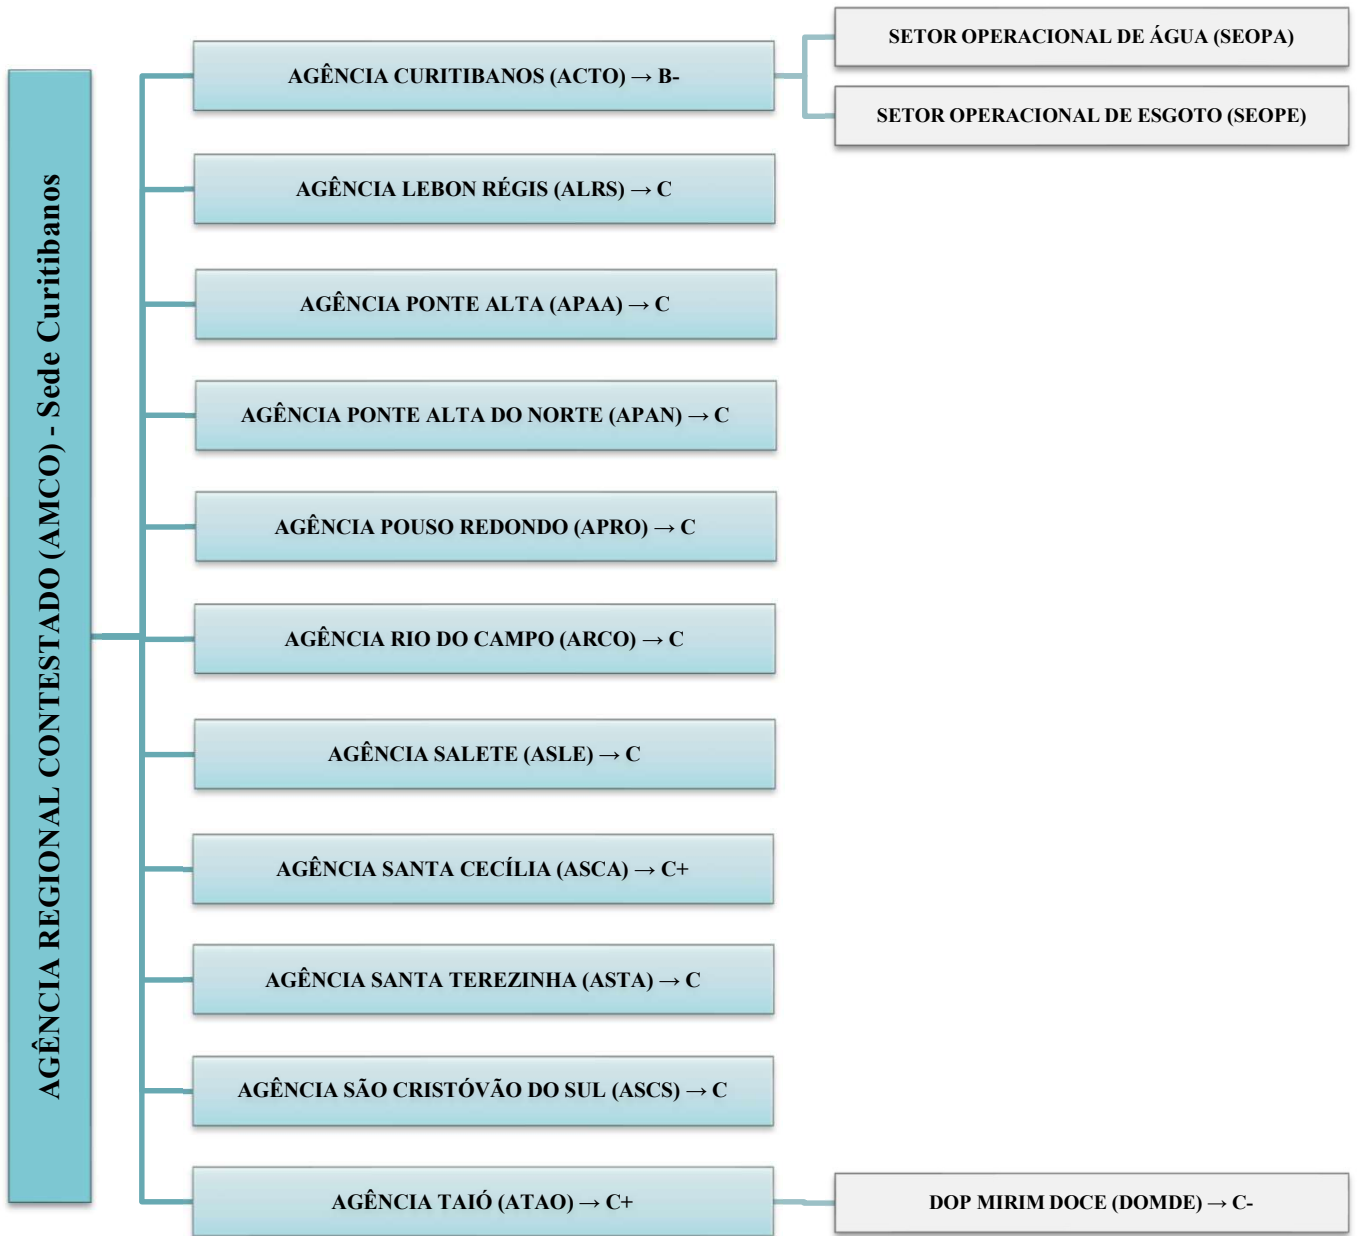 AGÊNCIA REGIONAL CONTESTADO (AMCO) - Sede Curitibanos
AGÊNCIA CURITIBANOS (ACTO) → B-
SETOR OPERACIONAL DE ÁGUA (SEOPA)
SETOR OPERACIONAL DE ESGOTO (SEOPE)
AGÊNCIA LEBON RÉGIS (ALRS) → C
AGÊNCIA PONTE ALTA (APAA) → C
AGÊNCIA PONTE ALTA DO NORTE (APAN) → C
AGÊNCIA POUSO REDONDO (APRO) → C
AGÊNCIA RIO DO CAMPO (ARCO) → C
AGÊNCIA SALETE (ASLE) → C
AGÊNCIA SANTA CECÍLIA (ASCA) → C+
AGÊNCIA SANTA TEREZINHA (ASTA) → C
AGÊNCIA SÃO CRISTÓVÃO DO SUL (ASCS) → C
AGÊNCIA TAIÓ (ATAO) → C+
DOP MIRIM DOCE (DOMDE) → C-